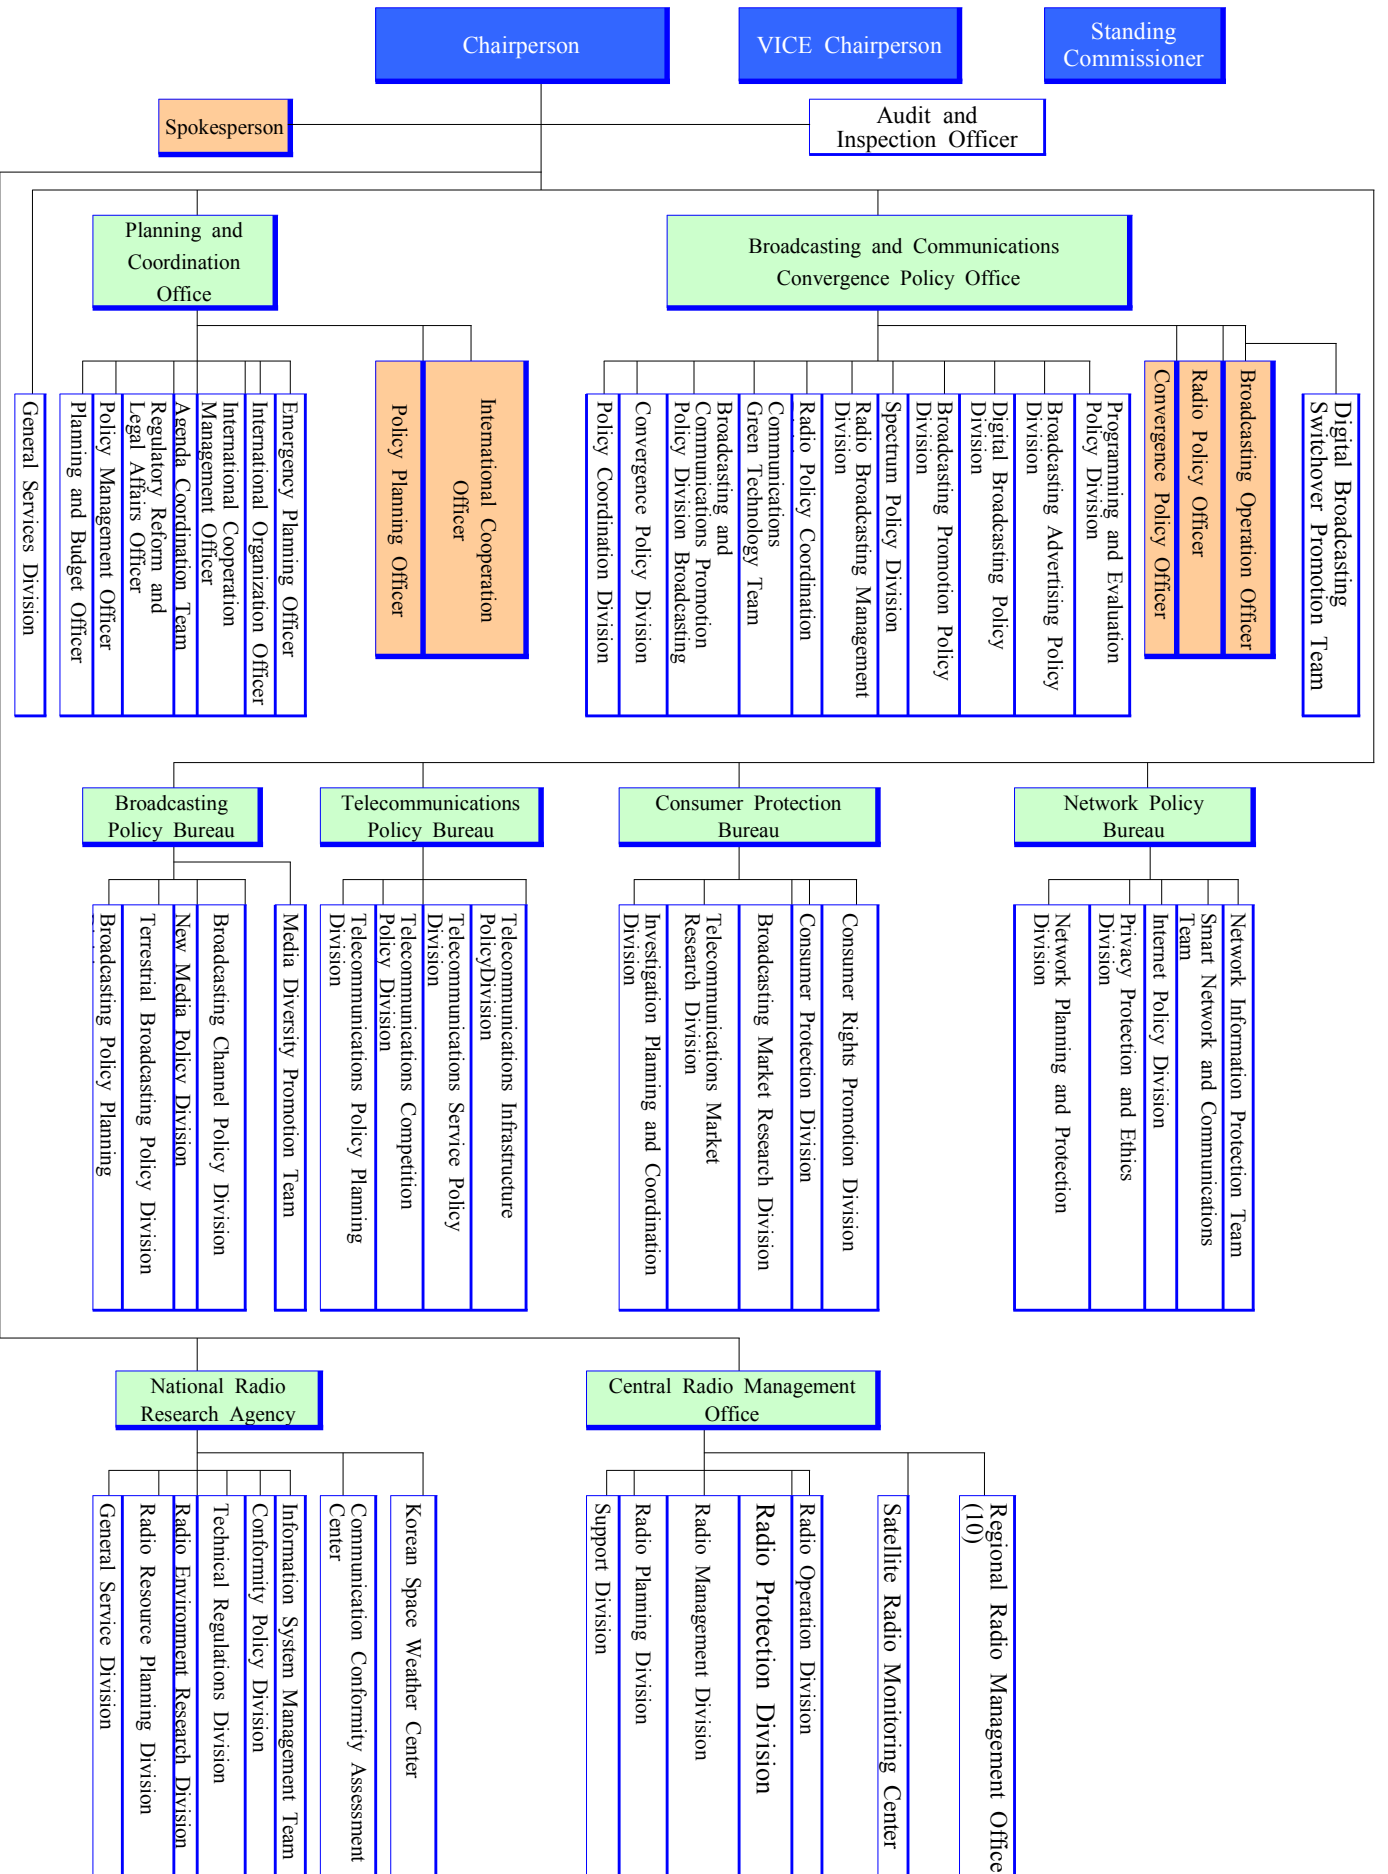 Chairperson
VICE Chairperson
Standing
Commissioner
Spokesperson
Audit and
Inspection Officer
Planning and
Coordination
Office
Broadcasting and Communications
Convergence Policy Office
General Services Division
Planning and Budget Officer
Policy Management Officer
Regulatory Reform and
Legal Affairs Officer
Agenda Coordination Team
International Cooperation
Management Officer
International Organization Officer
Emergency Planning Officer
Policy Planning Officer
International Cooperation
Officer
Policy Coordination Division
Convergence Policy Division
Broadcasting and
Communications Promotion
Policy Division Broadcasting
Communications
Green Technology Team
Radio Policy Coordination
Radio Broadcasting Management
Division
Spectrum Policy Division
Broadcasting Promotion Policy
Division
Digital Broadcasting Policy
Division
Broadcasting Advertising Policy
Division
Programming and Evaluation
Policy Division
Convergence Policy Officer
Radio Policy Officer
Broadcasting Operation Officer
Digital Broadcasting
Switchover Promotion Team
Broadcasting
Policy Bureau
Telecommunications
Policy Bureau
Consumer Protection
Bureau
Network Policy
Bureau
Broadcasting Policy Planning
Terrestrial Broadcasting Policy Division
New Media Policy Division
Broadcasting Channel Policy Division
Media Diversity Promotion Team
Telecommunications Policy Planning
Division
Telecommunications Competition
Policy Division
Telecommunications Service Policy
Division
Telecommunications Infrastructure
PolicyDivision
Investigation Planning and Coordination
Division
Telecommunications Market
Research Division
Broadcasting Market Research Division
Consumer Protection Division
Consumer Rights Promotion Division
Network Planning and Protection
Division
Privacy Protection and Ethics
Division
Internet Policy Division
Smart Network and Communications
Team
Network Information Protection Team
National Radio
Research Agency
Central Radio Management
Office
General Service Division
Radio Resource Planning Division
Radio Environment Research Division
Technical Regulations Division
Conformity Policy Division
Information System Management Team
Communication Conformity Assessment
Center
Korean Space Weather Center
Support Division
Radio Planning Division
Radio Management Division
Radio Protection Division
Radio Operation Division
Satellite Radio Monitoring Center
Regional Radio Management Office
(10)